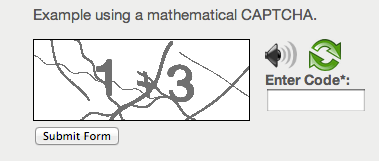 Example using a mathematical CAPTCHA.
1 + 3
Enter Code*:
Submit Form